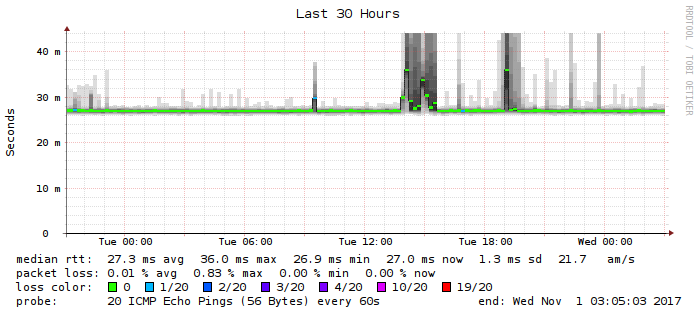 Last 30 Hours
RRDTOOL / TOBI OETIKER
Seconds
40 m
30 m
20 m
10 m
0
Tue 00:00 Tue 06:00 Tue 12:00 Tue 18:00 Wed 00:00
median rtt: 27.3 ms avg 36.0 ms max 26.9 ms min 27.0 ms now 1.3 ms sd 21.7 am/s
packet loss: 0.01 % avg 0.83 % max 0.00 % min 0.00 % now
loss color: 0 1/20 2/20 3/20 4/20 10/20 19/20
probe: 20 ICMP Echo Pings (56 Bytes) every 60s end: Wed Nov 1 03:05:03 2017